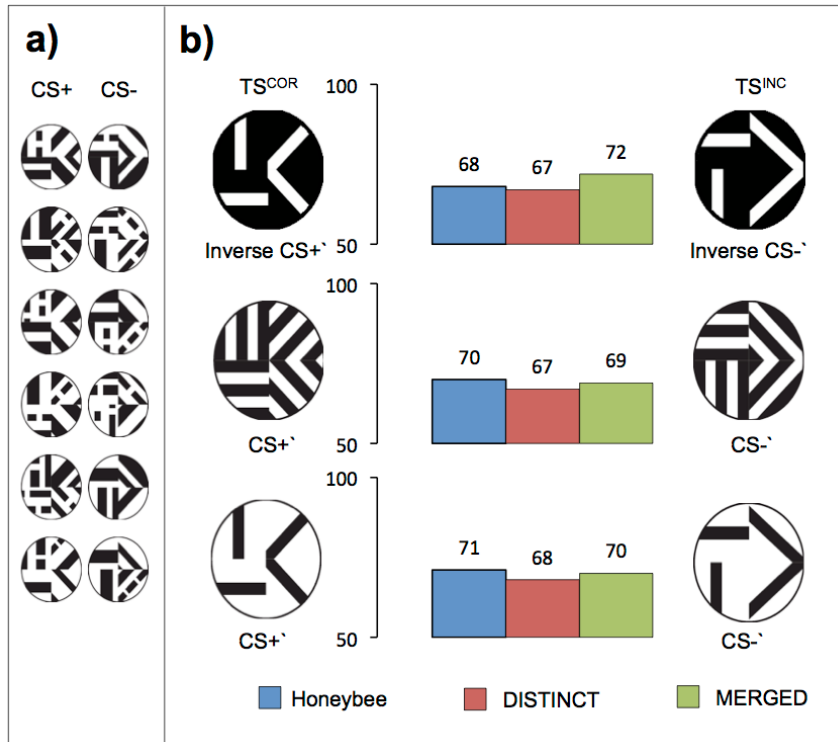 a)
CS+ CS-
b)
TS^COR 100 TS^INC
68 67 72
50
Inverse CS+` Inverse CS-`
100
70 67 69
50
CS+` CS-`
100
71 68 70
50
CS+` CS-`
Honeybee DISTINCT MERGED